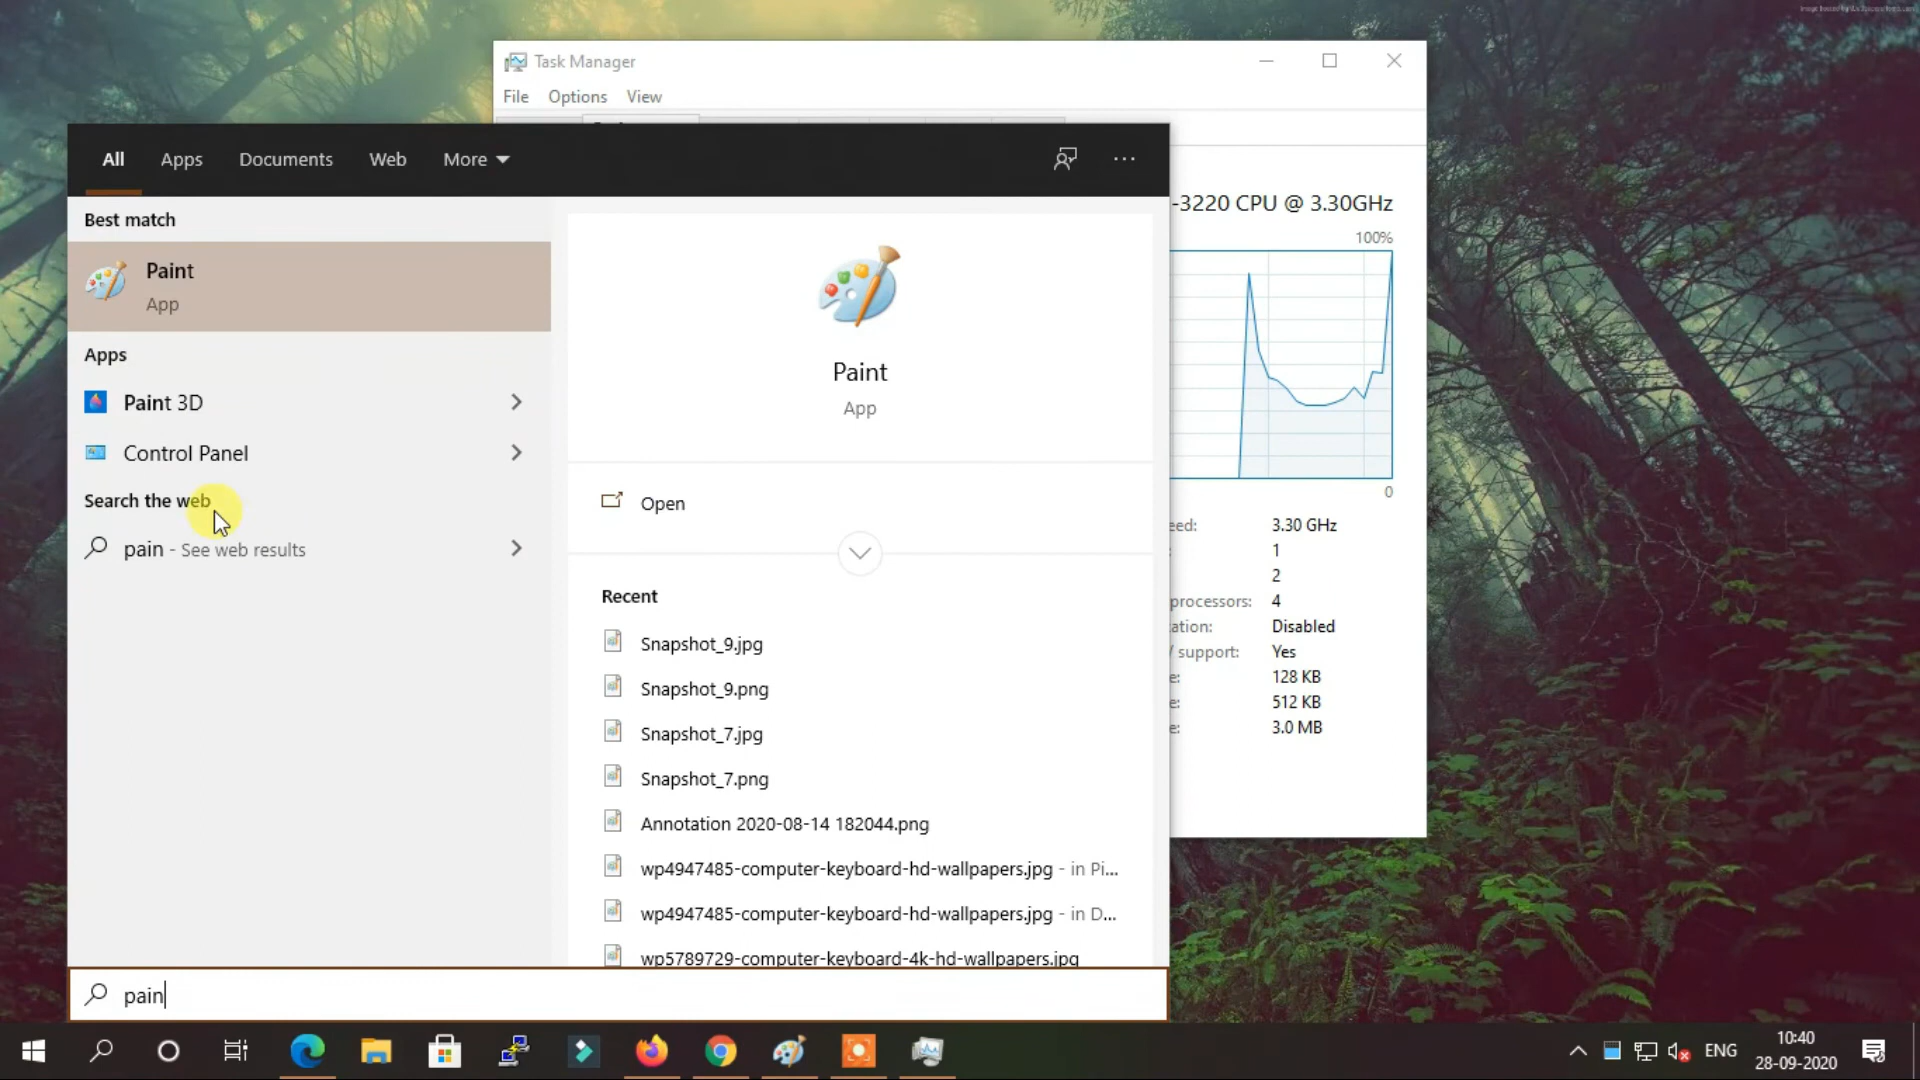 Task Manager
File Options View
All Apps Documents Web More
Best match
Paint
App
Apps
Paint 3D
Control Panel
Search the web
pain - See web results
Paint
App
Open
Recent
Snapshot_9.jpg
Snapshot_9.png
Snapshot_7.jpg
Snapshot_7.png
Annotation 2020-08-14 182044.png
wp4947485-computer-keyboard-hd-wallpapers.jpg - in Pi...
wp4947485-computer-keyboard-hd-wallpapers.jpg - in D...
wp5789729-computer-keyboard-4k-hd-wallpapers.jpg
-3220 CPU @ 3.30GHz
100%
0
eed: 3.30 GHz
: 1
2
processors: 4
ation: Disabled
/ support: Yes
e: 128 KB
e: 512 KB
e: 3.0 MB
pain
ENG
10:40
28-09-2020